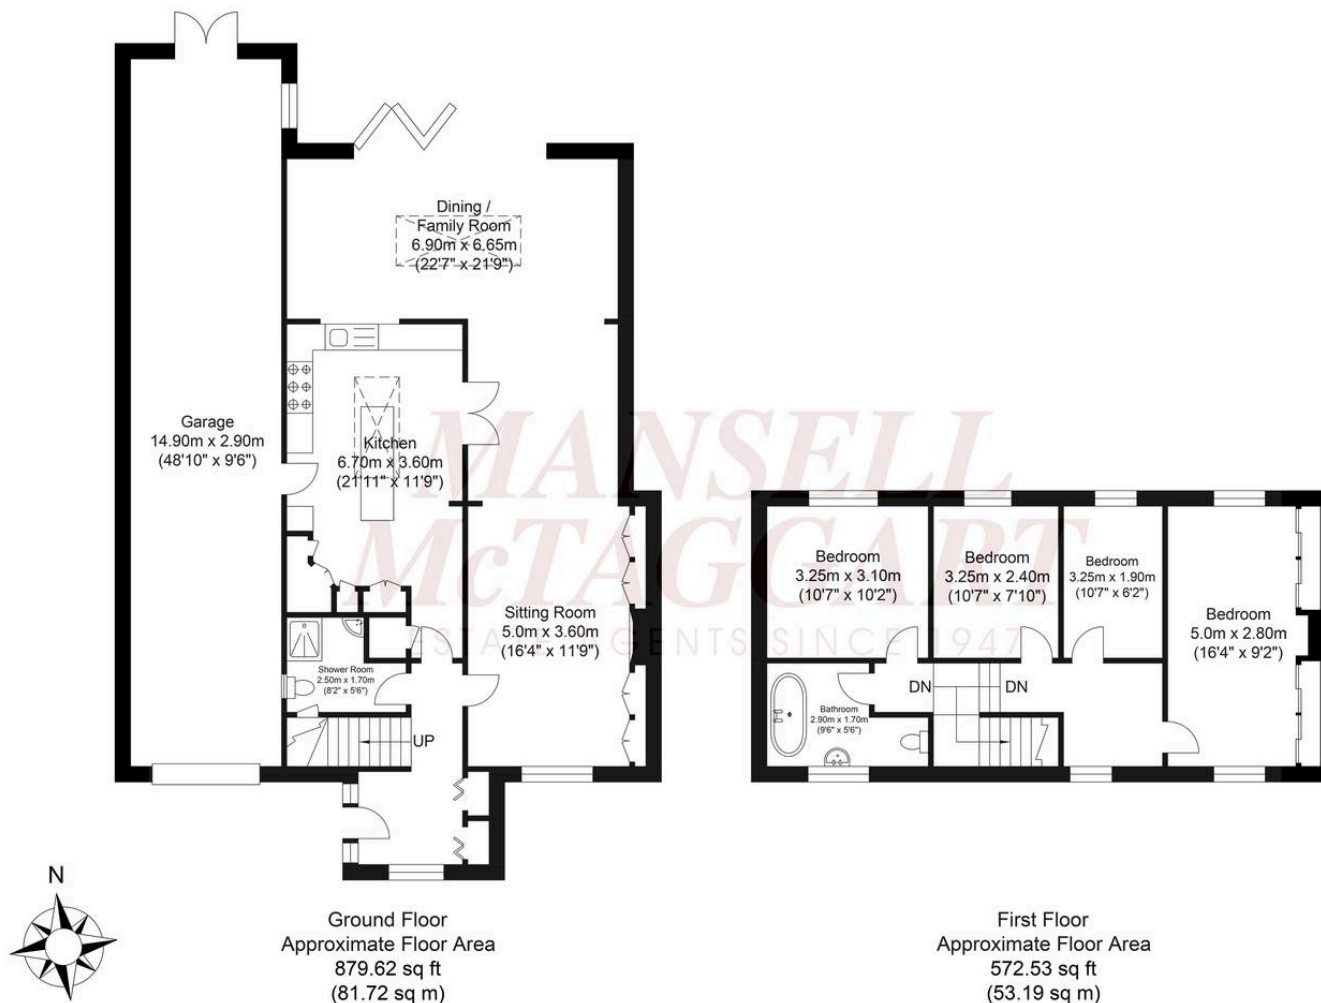 Dining /
Family Room
6.90m x 6.65m
(22'7" x 21'9")
Garage
14.90m x 2.90m
(48'10" x 9'6")
Kitchen
6.70m x 3.60m
(21'11" x 11'9")
MANSELL
McTAGGART
ESTATE AGENTS SINCE 1947
Sitting Room
5.0m x 3.60m
(16'4" x 11'9")
Shower Room
2.50m x 1.70m
(8'2" x 5'6")
UP
Bedroom
3.25m x 3.10m
(10'7" x 10'2")
Bedroom
3.25m x 2.40m
(10'7" x 7'10")
Bedroom
3.25m x 1.90m
(10'7" x 6'2")
Bedroom
5.0m x 2.80m
(16'4" x 9'2")
DN
DN
Bathroom
2.90m x 1.70m
(9'6" x 5'6")
N
Ground Floor
Approximate Floor Area
879.62 sq ft
(81.72 sq m)
First Floor
Approximate Floor Area
572.53 sq ft
(53.19 sq m)